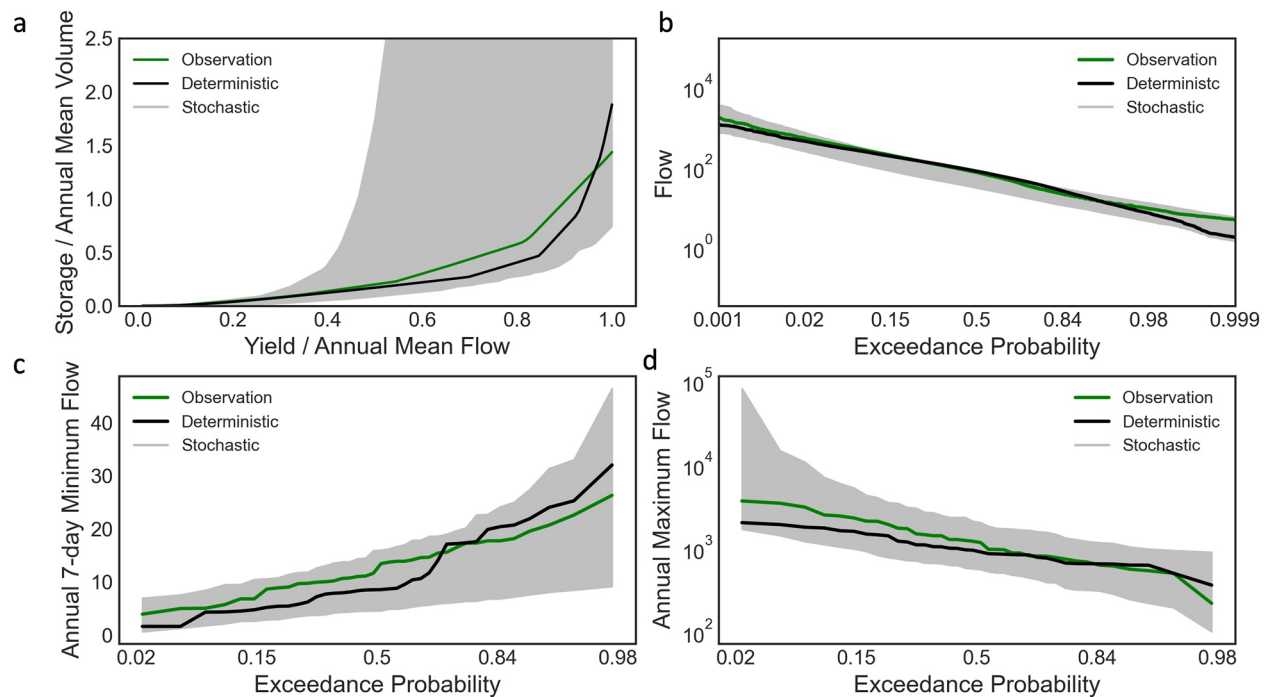 a
Storage / Annual Mean Volume
2.5
2.0
1.5
1.0
0.5
0.0
Observation
Deterministic
Stochastic
0.0 0.2 0.4 0.6 0.8 1.0
Yield / Annual Mean Flow
b
Flow
10^4
10^2
10^0
Observation
Deterministc
Stochastic
0.001 0.02 0.15 0.5 0.84 0.98 0.999
Exceedance Probability
c
Annual 7-day Minimum Flow
40
30
20
10
0
Observation
Deterministic
Stochastic
0.02 0.15 0.5 0.84 0.98
Exceedance Probability
d
Annual Maximum Flow
10^5
10^4
10^3
10^2
Observation
Deterministic
Stochastic
0.02 0.15 0.5 0.84 0.98
Exceedance Probability